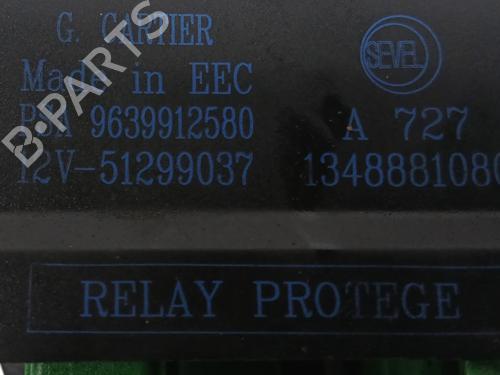 G. CARTIER
SEVEL
Made in EEC
PSA 9639912580
A 727
12V-51299037
1348881080
RELAY PROTEGE
B-PARTS